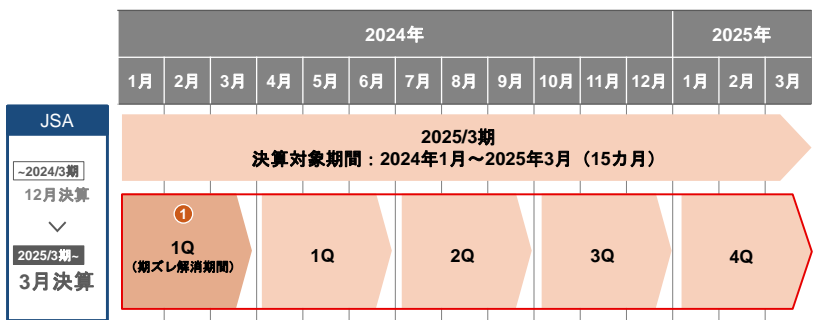 2024年 2025年
1月 2月 3月 4月 5月 6月 7月 8月 9月 10月 11月 12月 1月 2月 3月
JSA
~2024/3期
12月決算
2025/3期~
3月決算
2025/3期
決算対象期間：2024年1月～2025年3月（15カ月）
1
1Q
（期ズレ解消期間）
1Q
2Q
3Q
4Q